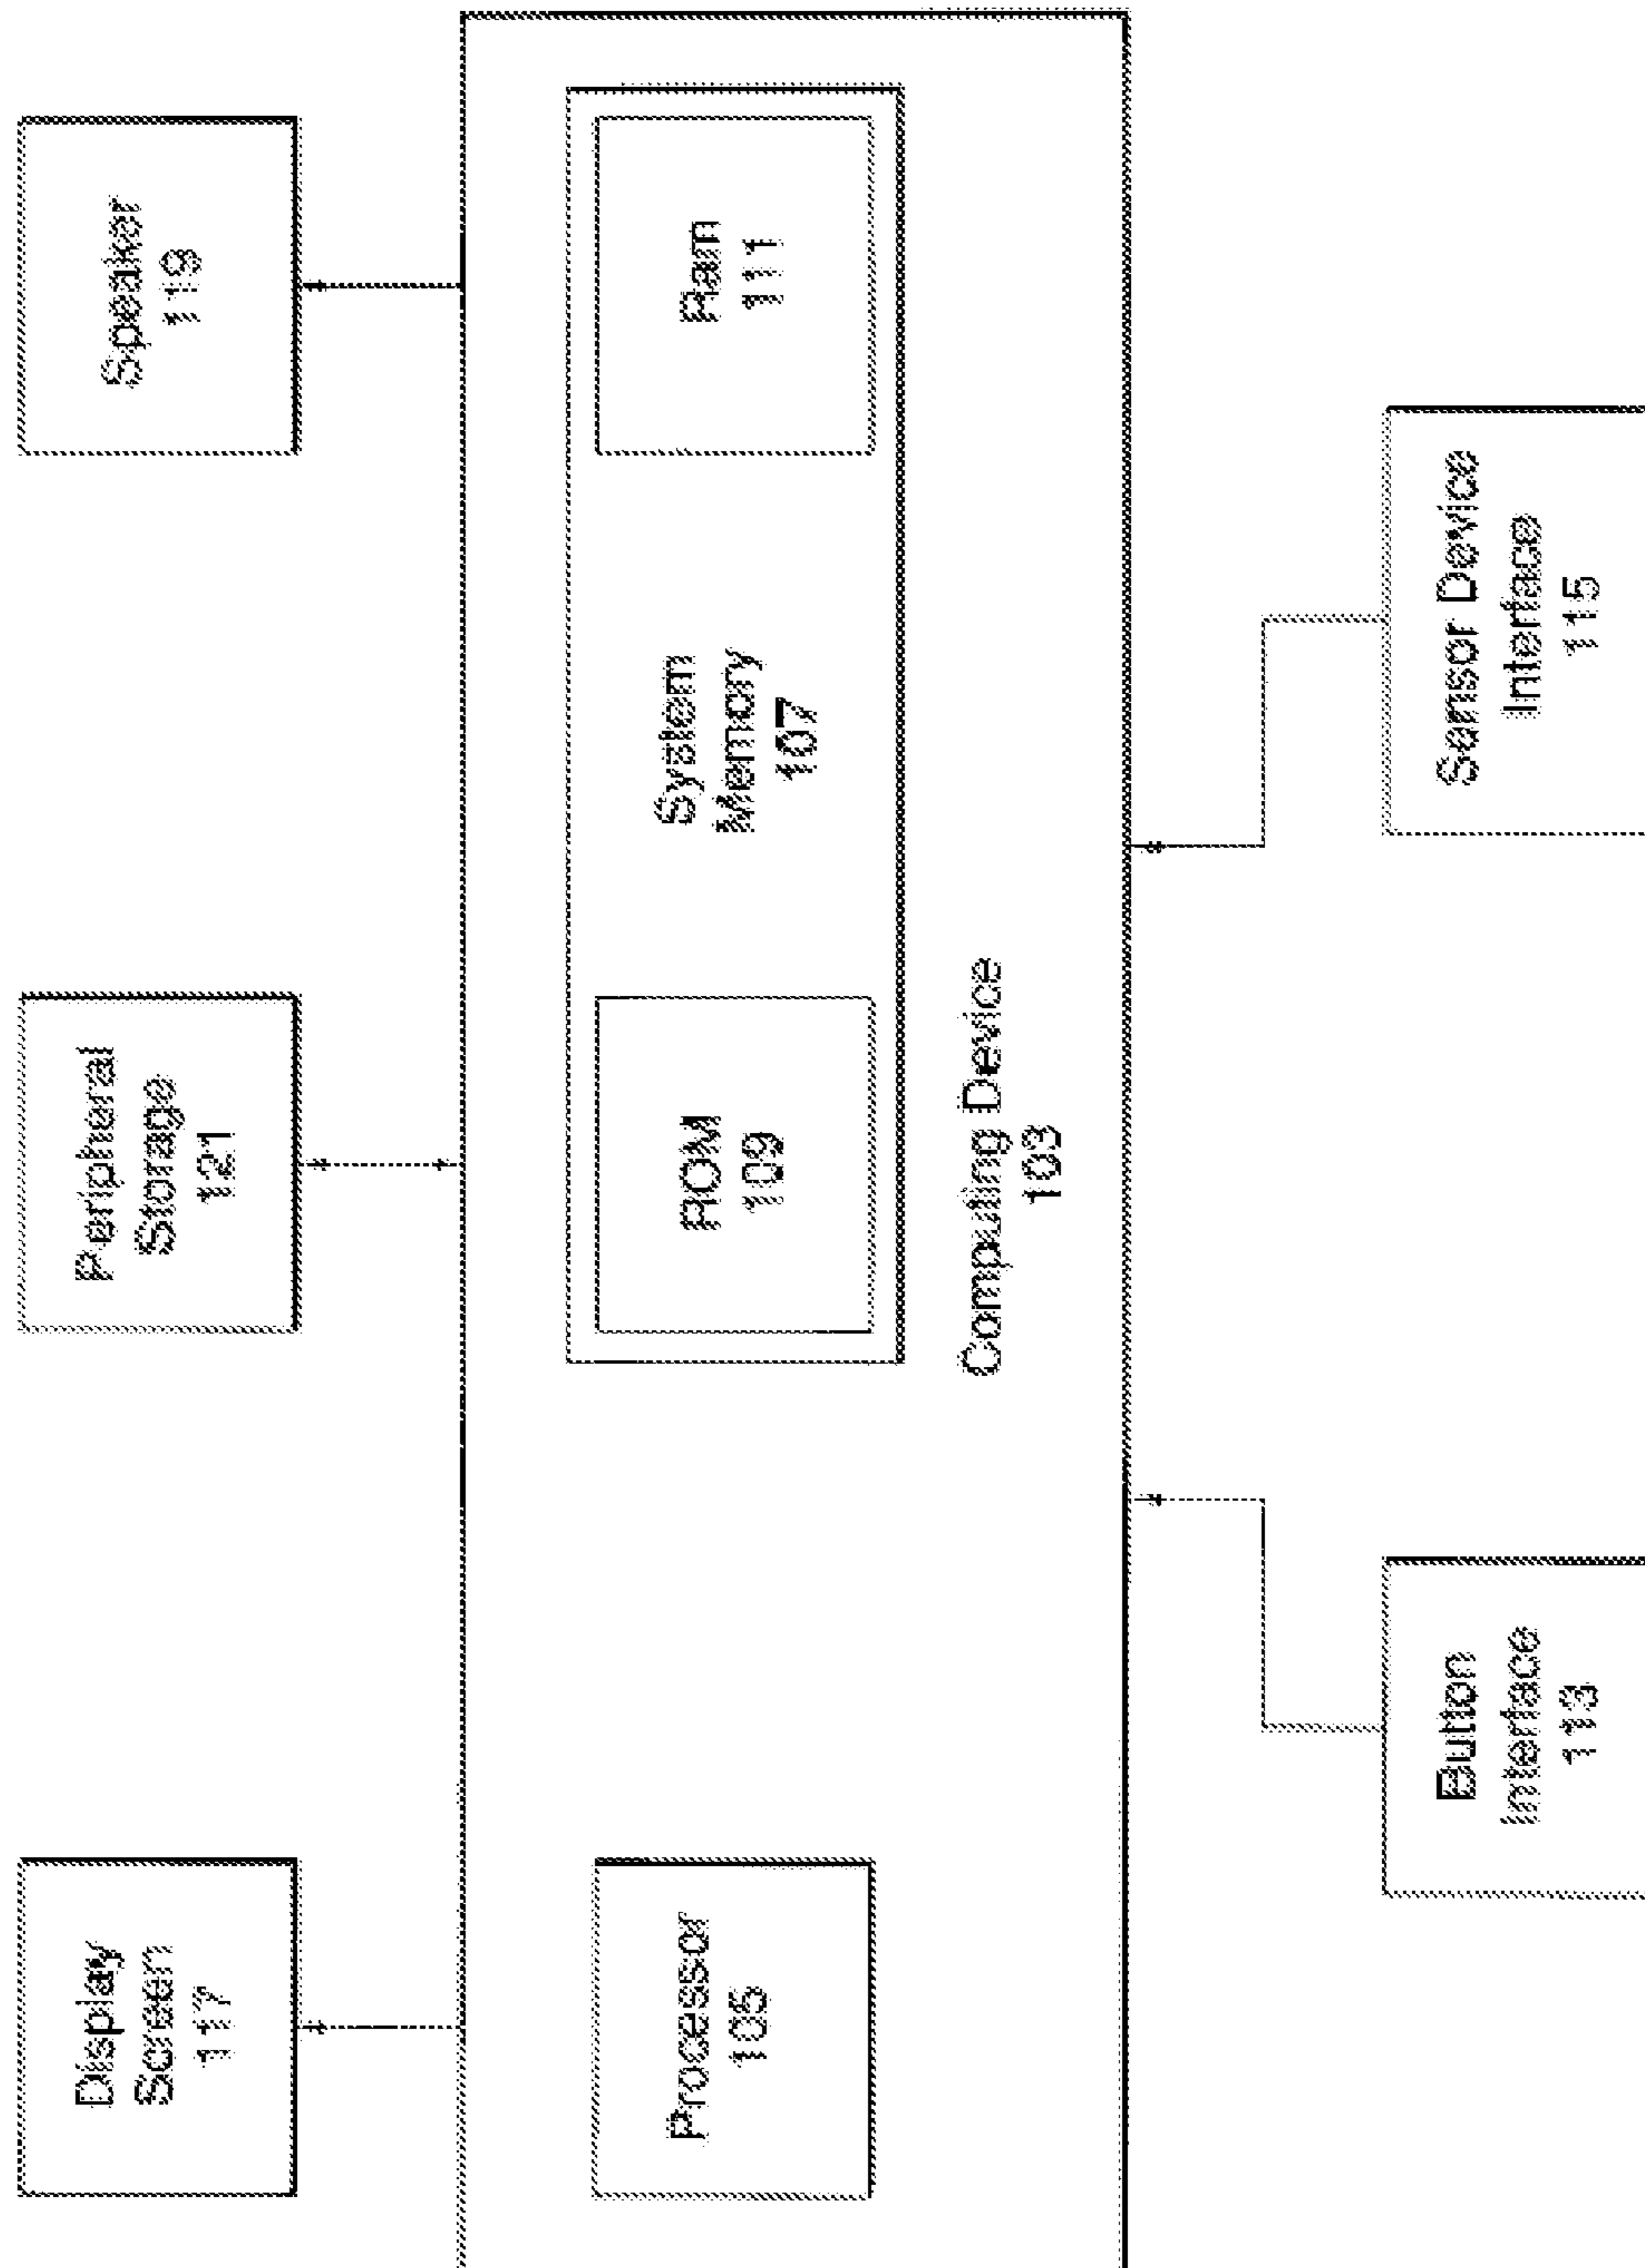 Display
Screen
117
Peripheral
Storage
121
Speaker
119
Processor
105
ROM
109
System
Memory
107
Ram
111
Computing Device
103
Button
Interface
113
Sensor Device
Interface
115